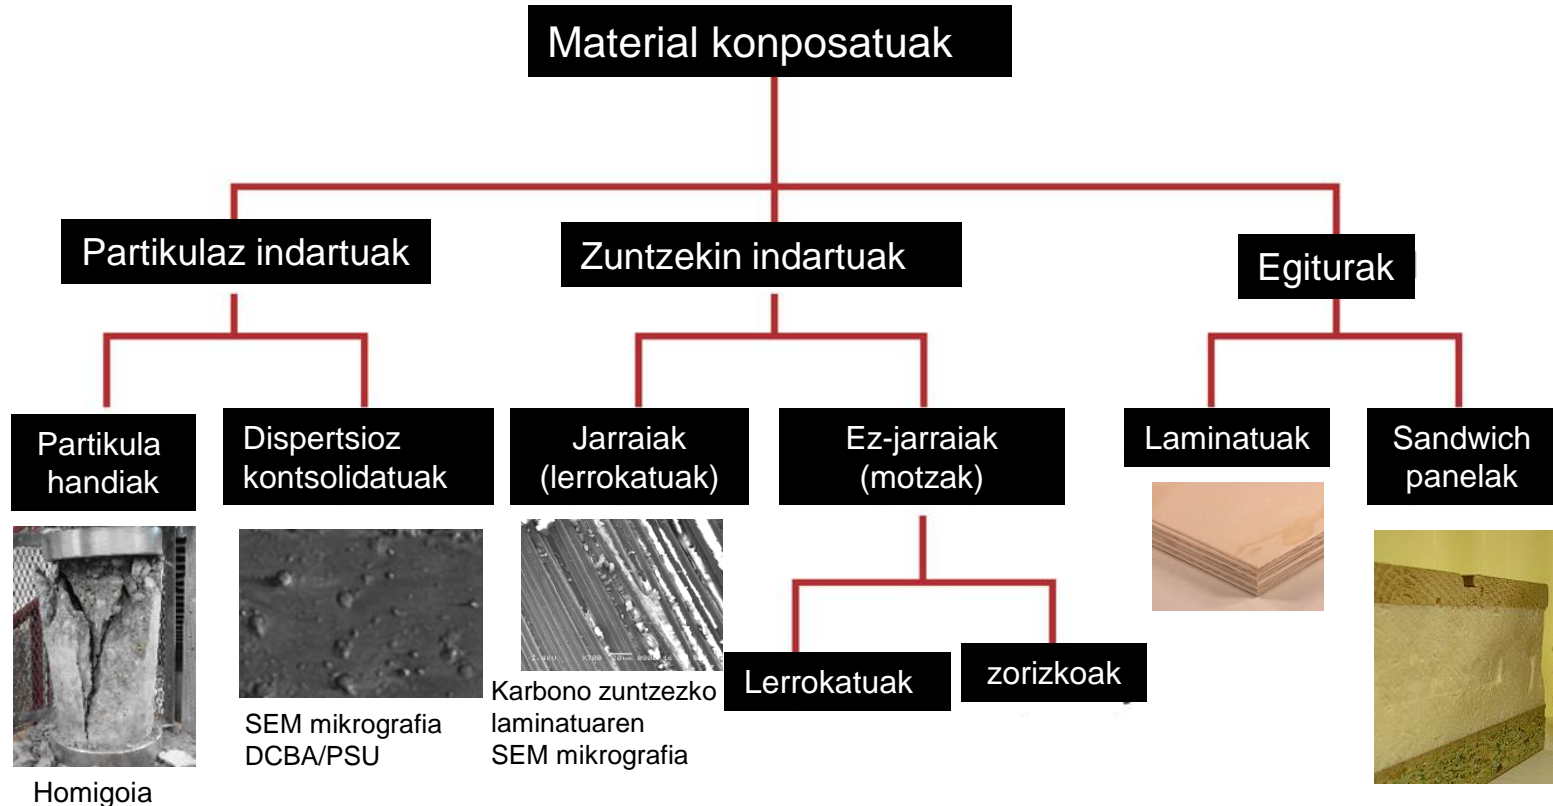 Material konposatuak
Partikulaz indartuak
Zuntzekin indartuak
Egiturak
Partikula
handiak
Dispertsioz
kontsolidatuak
Jarraiak
(lerrokatuak)
Ez-jarraiak
(motzak)
Laminatuak
Sandwich
panelak
Lerrokatuak
zorizkoak
Homigoia
SEM mikrografia
DCBA/PSU
Karbono zuntzezko
laminatuaren
SEM mikrografia